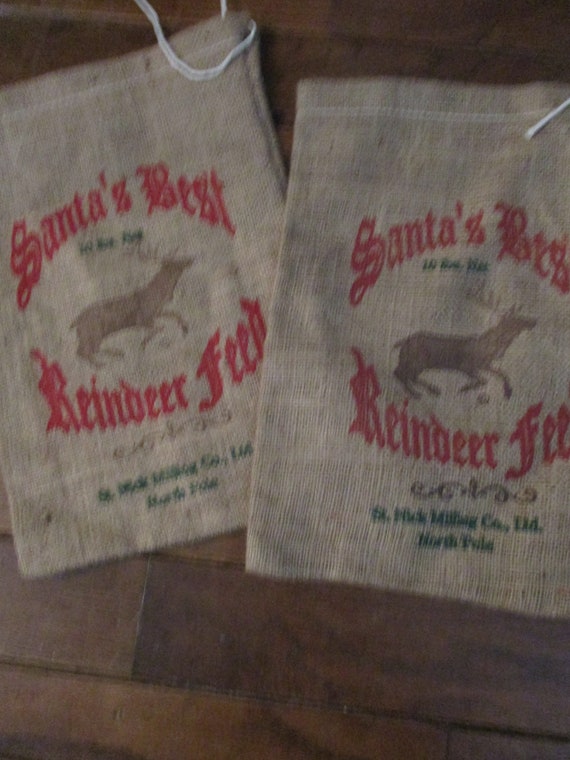 Santa's Best
Reindeer Feed
St. Nick Milling Co., Ltd.
North Pole
Santa's Best
Reindeer Feed
St. Nick Milling Co., Ltd.
North Pole